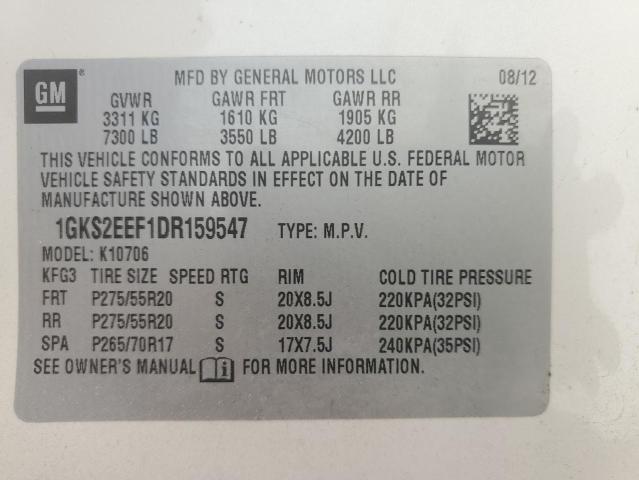 GM ® MFD BY GENERAL MOTORS LLC 08/12
GVWR GAWR FRT GAWR RR
3311 KG 1610 KG 1905 KG
7300 LB 3550 LB 4200 LB
THIS VEHICLE CONFORMS TO ALL APPLICABLE U.S. FEDERAL MOTOR
VEHICLE SAFETY STANDARDS IN EFFECT ON THE DATE OF
MANUFACTURE SHOWN ABOVE.
1GKS2EEF1DR159547 TYPE: M.P.V.
MODEL: K10706
KFG3 TIRE SIZE SPEED RTG RIM COLD TIRE PRESSURE
FRT P275/55R20 S 20X8.5J 220KPA(32PSI)
RR P275/55R20 S 20X8.5J 220KPA(32PSI)
SPA P265/70R17 S 17X7.5J 240KPA(35PSI)
SEE OWNER'S MANUAL i FOR MORE INFORMATION.